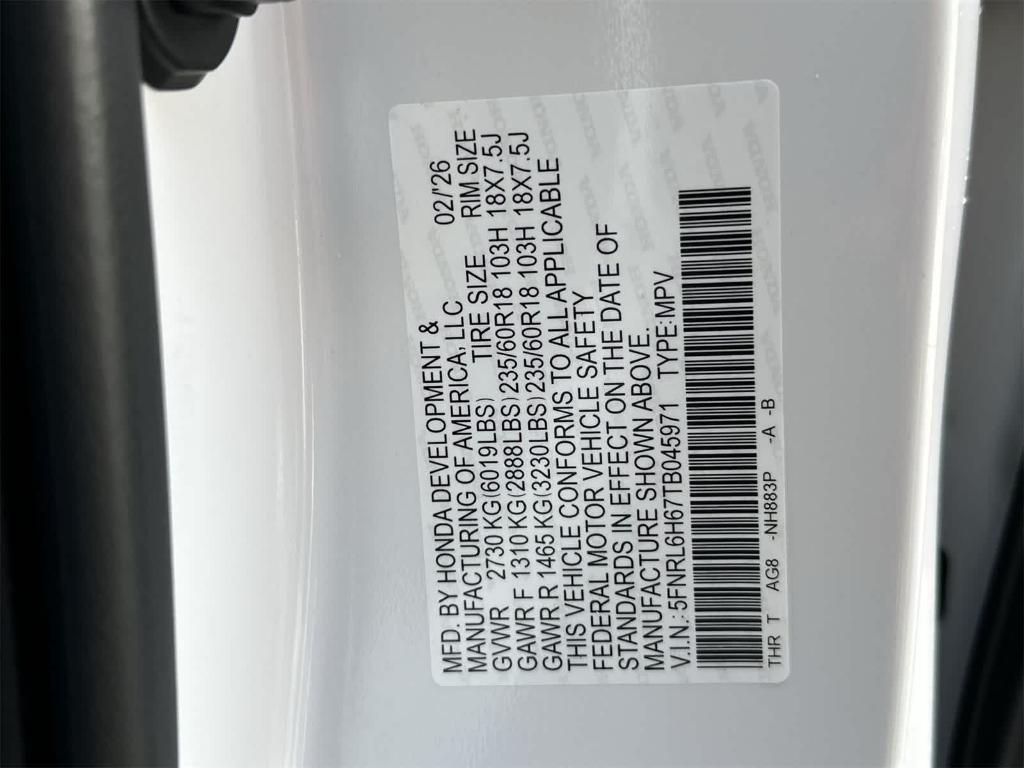 MFD. BY HONDA DEVELOPMENT &
MANUFACTURING OF AMERICA, LLC 02/'26
GVWR 2730 KG(6019LBS) TIRE SIZE RIM SIZE
GAWR F 1310 KG(2888LBS)235/60R18 103H 18X7.5J
GAWR R 1465 KG(3230LBS)235/60R18 103H 18X7.5J
THIS VEHICLE CONFORMS TO ALL APPLICABLE
FEDERAL MOTOR VEHICLE SAFETY
STANDARDS IN EFFECT ON THE DATE OF
MANUFACTURE SHOWN ABOVE.
V.I.N.:5FNRL6H67TB045971 TYPE:MPV
THR T AG8 -NH883P -A -B